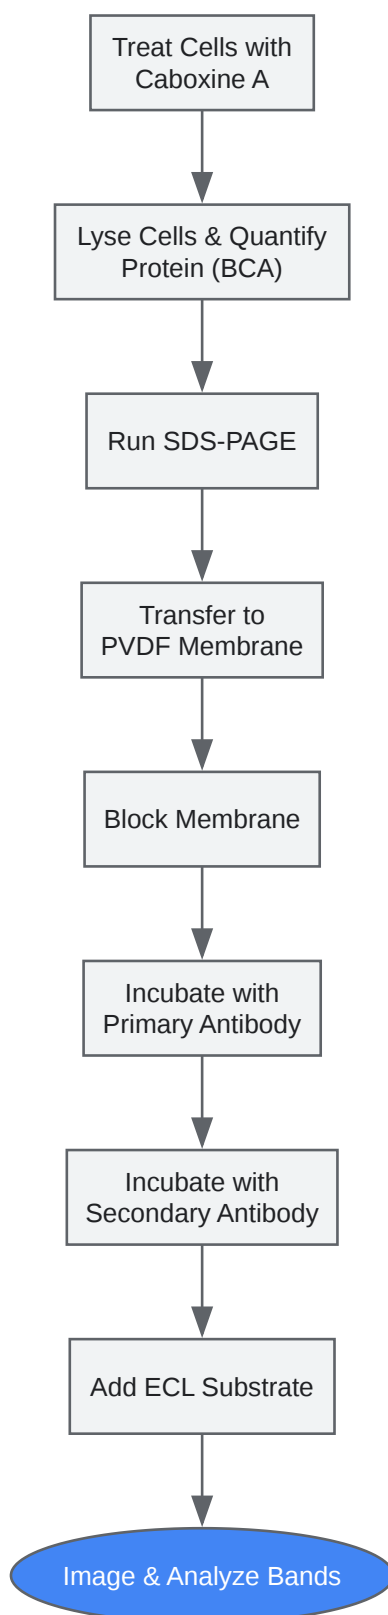 Treat Cells with
Caboxine A
Lyse Cells & Quantify
Protein (BCA)
Run SDS-PAGE
Transfer to
PVDF Membrane
Block Membrane
Incubate with
Primary Antibody
Incubate with
Secondary Antibody
Add ECL Substrate
Image & Analyze Bands